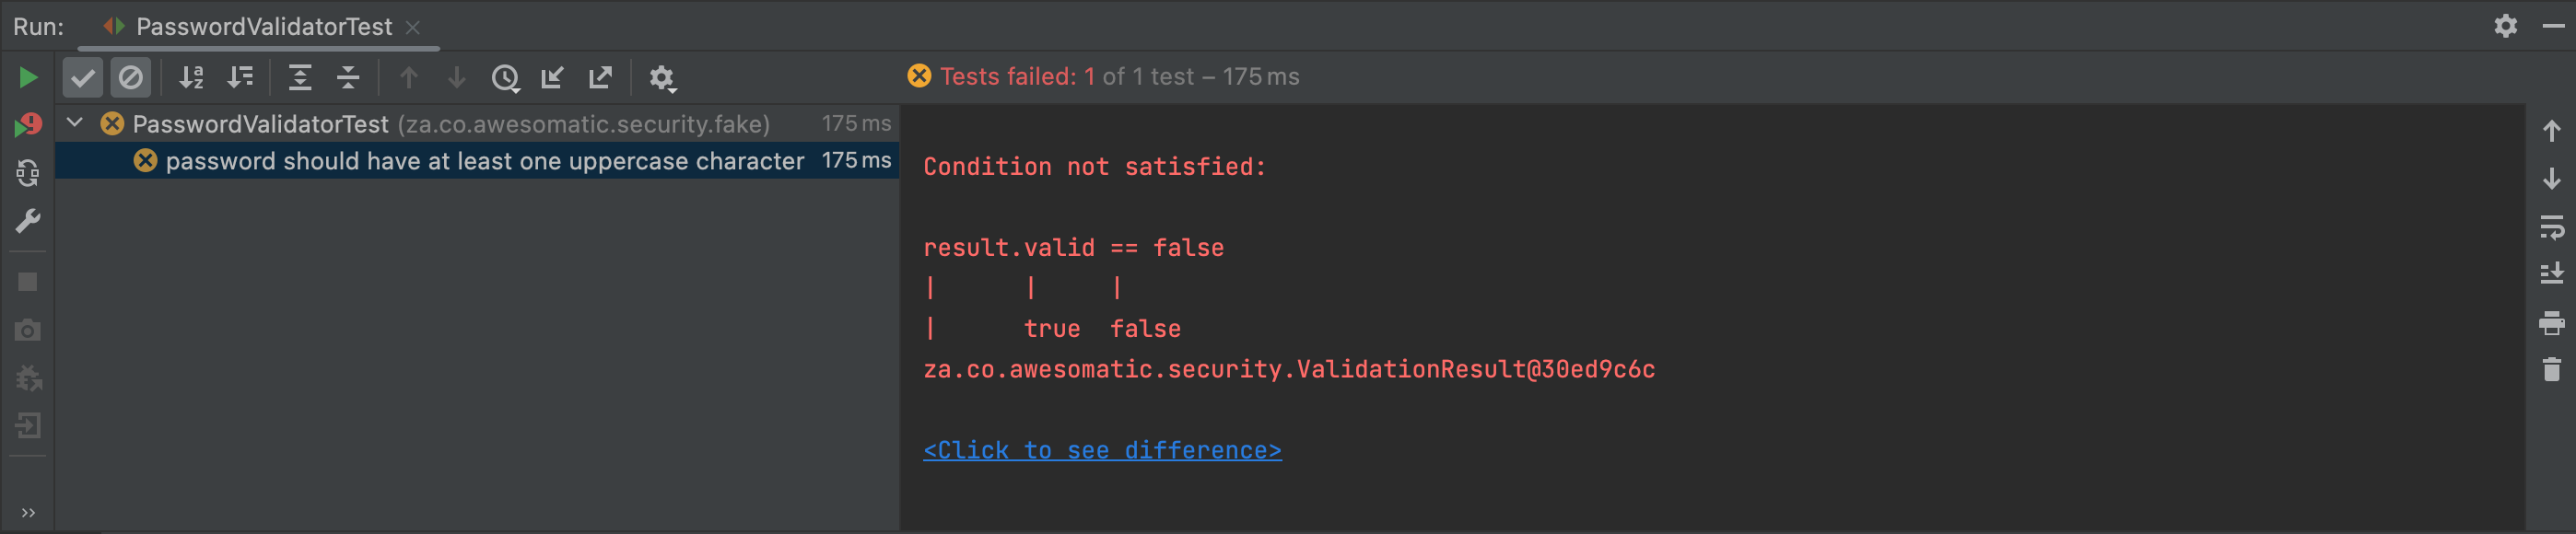 Run: PasswordValidatorTest
Tests failed: 1 of 1 test – 175 ms
PasswordValidatorTest (za.co.awesomatic.security.fake) 175 ms
password should have at least one uppercase character 175 ms
Condition not satisfied:
result.valid == false
|      |     |
|      true  false
za.co.awesomatic.security.ValidationResult@30ed9c6c
<Click to see difference>